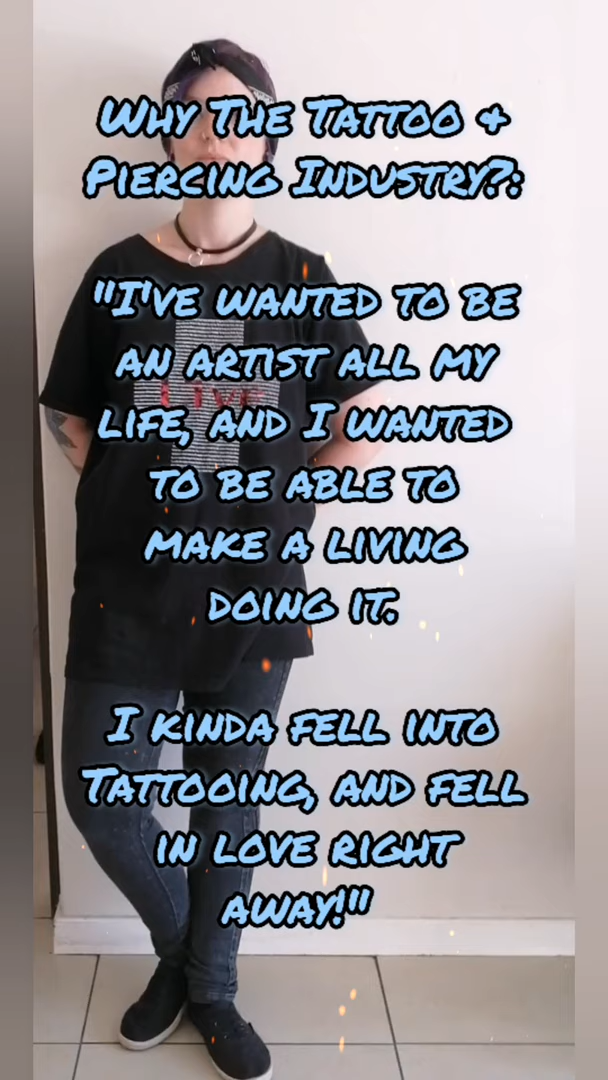 Why The Tattoo &
Piercing Industry?:
"I've wanted to be
an artist all my
life, and I wanted
to be able to
make a living
doing it.
I kinda fell into
Tattooing, and fell
in love right
away!"
Live